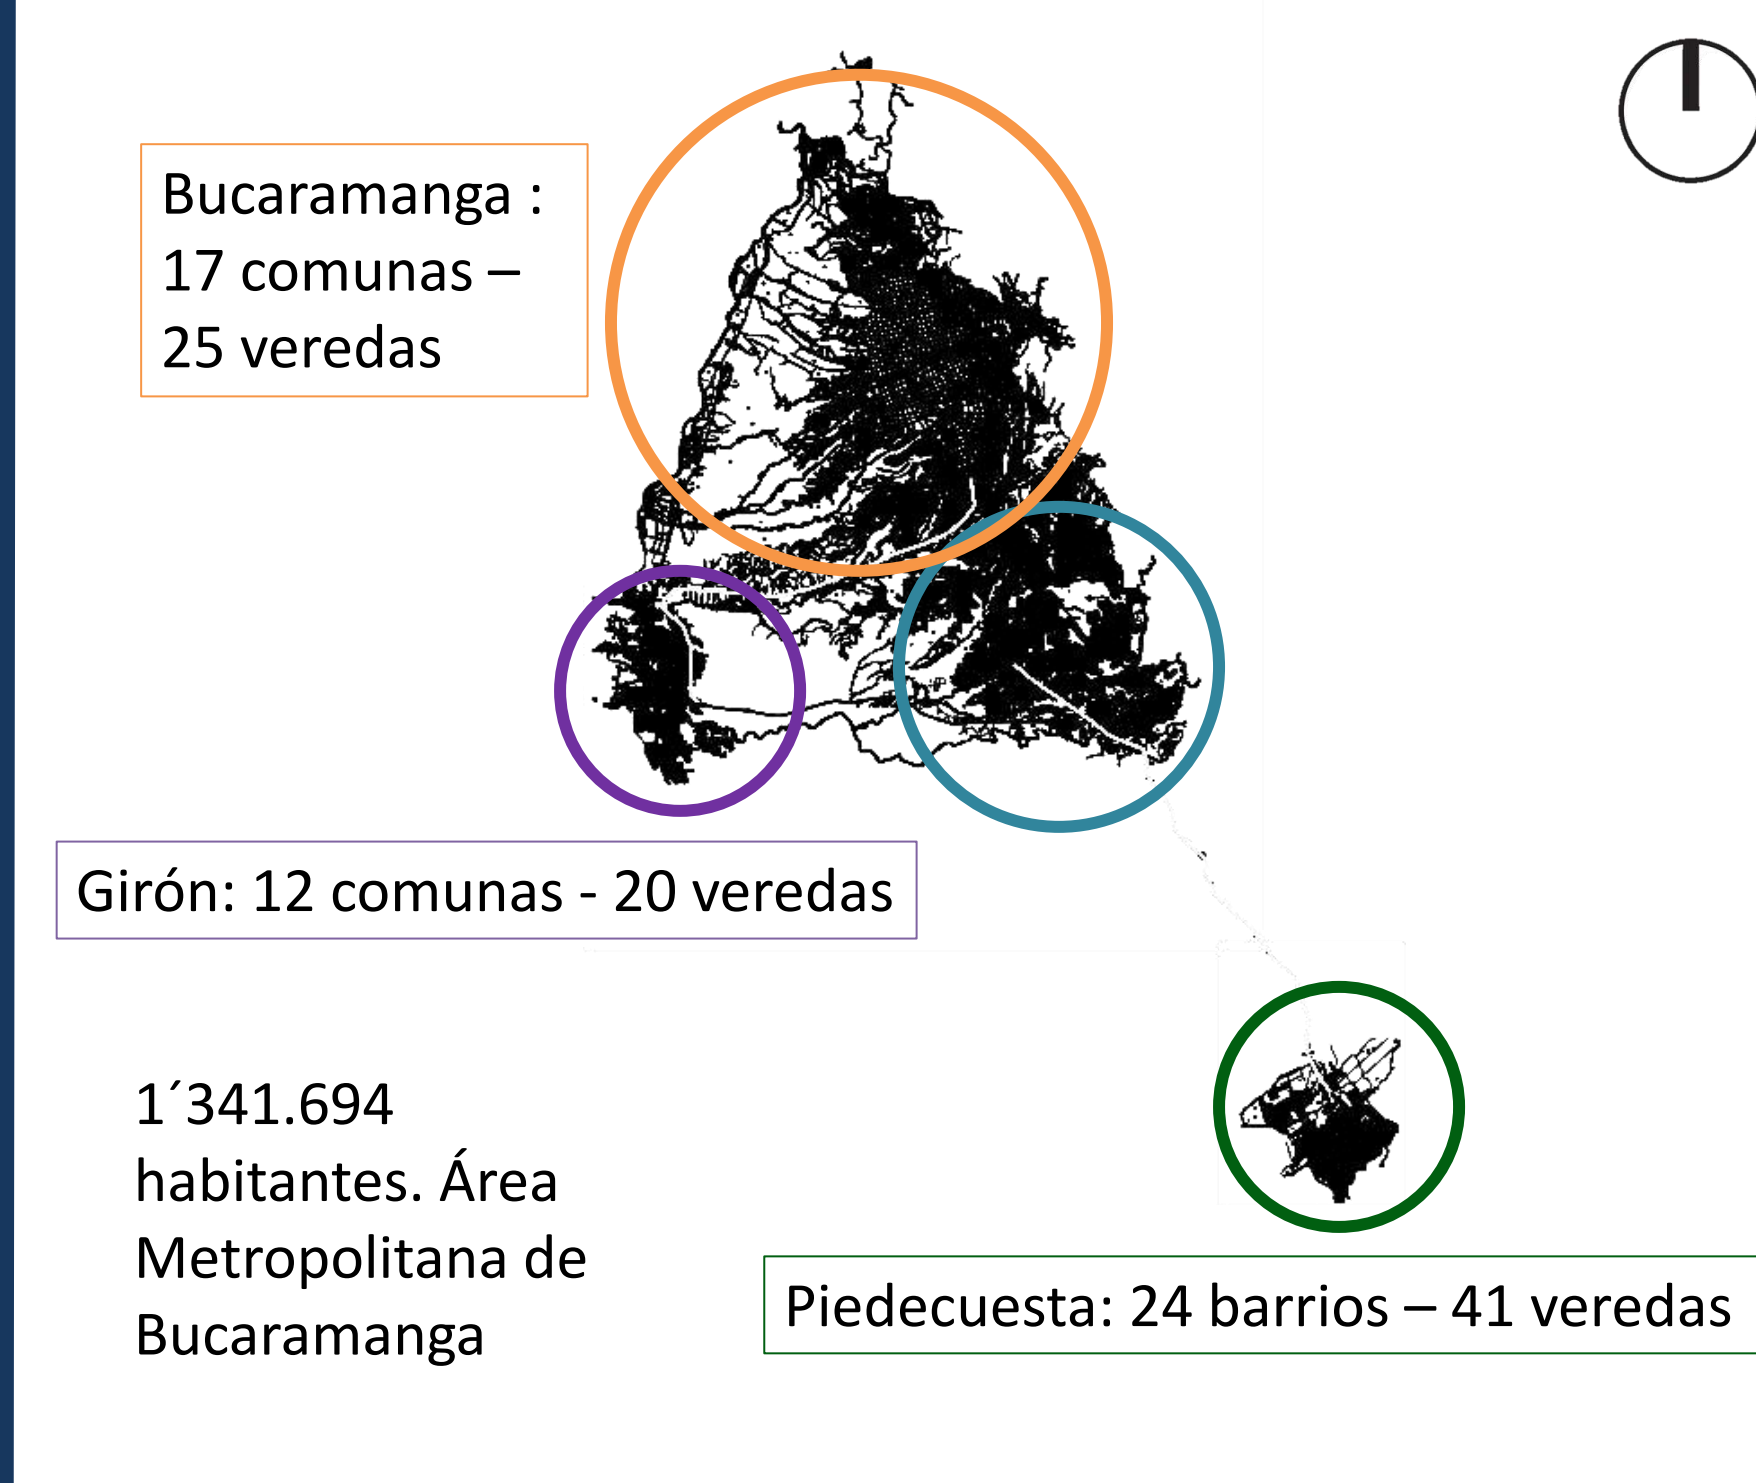 Bucaramanga :
17 comunas –
25 veredas
Girón: 12 comunas - 20 veredas
1´341.694
habitantes. Área
Metropolitana de
Bucaramanga
Piedecuesta: 24 barrios – 41 veredas